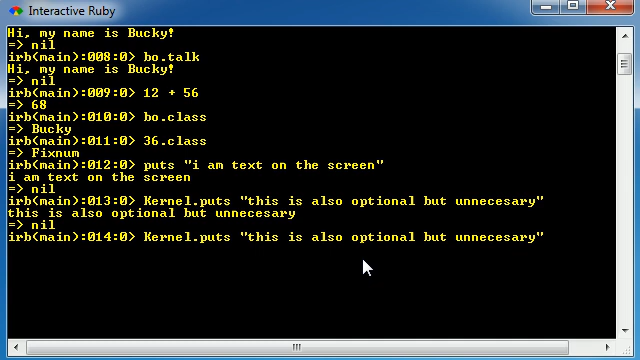 Interactive Ruby
Hi, my name is Bucky!
=> nil
irb(main):008:0> bo.talk
Hi, my name is Bucky!
=> nil
irb(main):009:0> 12 + 56
=> 68
irb(main):010:0> bo.class
=> Bucky
irb(main):011:0> 36.class
=> Fixnum
irb(main):012:0> puts "i am text on the screen"
i am text on the screen
=> nil
irb(main):013:0> Kernel.puts "this is also optional but unnecesary"
this is also optional but unnecesary
=> nil
irb(main):014:0> Kernel.puts "this is also optional but unnecesary"